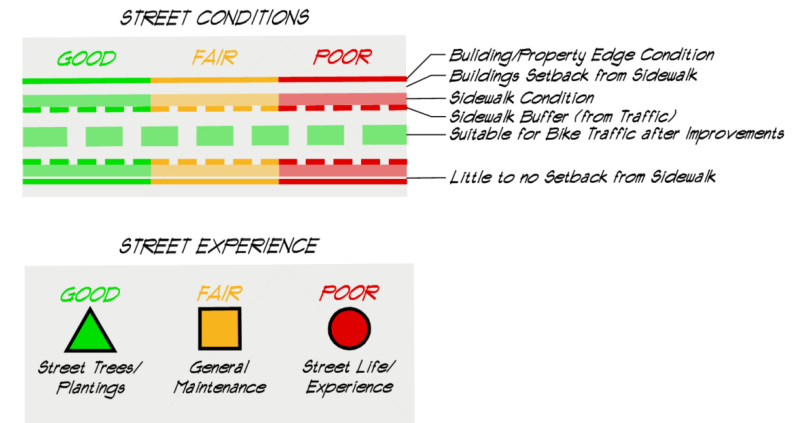 STREET CONDITIONS
GOOD FAIR POOR
Buliding/Property Edge Condition
Buildings Setback from Sidewalk
Sidewalk Condition
Sidewalk Buffer (from Traffic)
Suitable for Bike Traffic after Improvements
Little to no Setback from Sidewalk
STREET EXPERIENCE
GOOD FAIR POOR
Street Trees/
Plantings
General
Maintenance
Street Life/
Experience